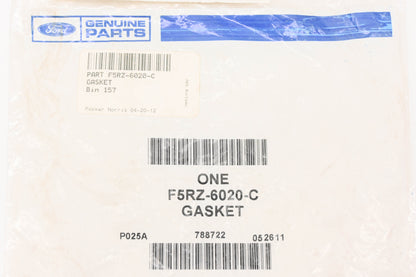 Ford
GENUINE
PARTS
PART F5RZ-6020-C
GASKET
Bin 157
ONE
F5RZ-6020-C
GASKET
P025A 788722 052611